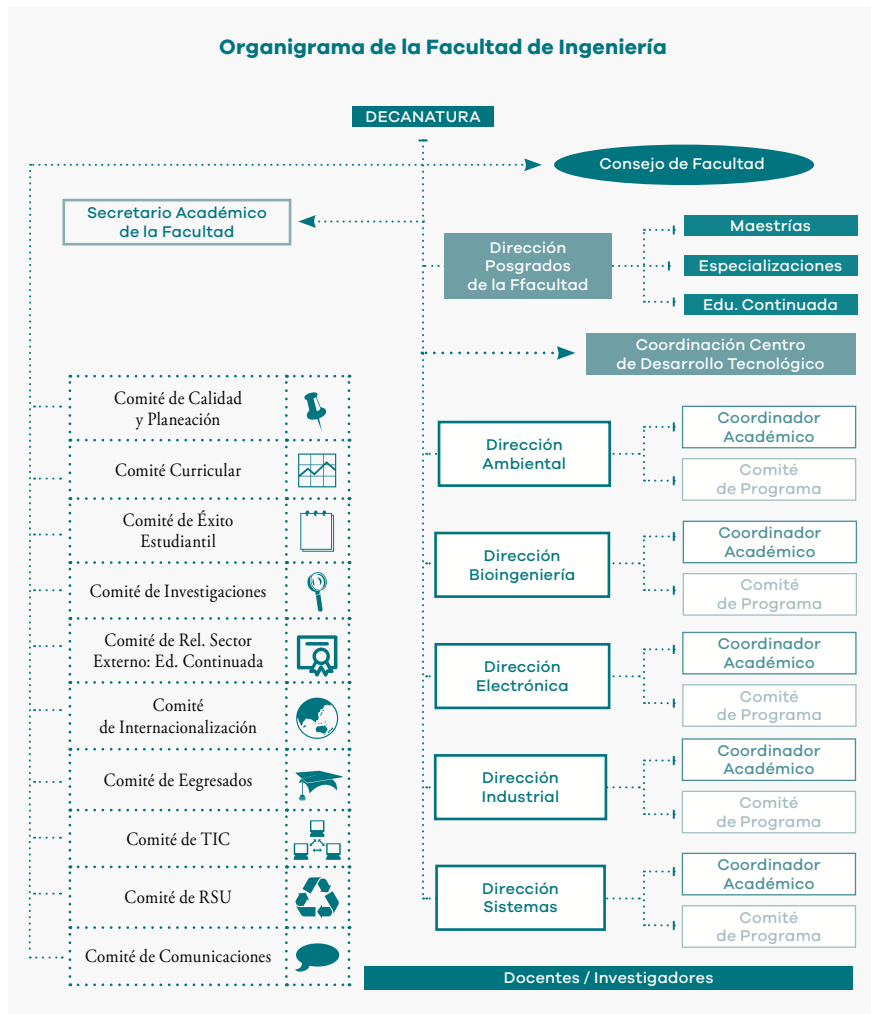 Organigrama de la Facultad de Ingeniería
DECANATURA
Consejo de Facultad
Secretario Académico
de la Facultad
Dirección
Posgrados
de la Ffacultad
Maestrías
Especializaciones
Edu. Continuada
Coordinación Centro
de Desarrollo Tecnológico
Comité de Calidad
y Planeación
Comité Curricular
Comité de Éxito
Estudiantil
Comité de Investigaciones
Comité de Rel. Sector
Externo: Ed. Continuada
Comité
de Internacionalización
Comité de Eegresados
Comité de TIC
Comité de RSU
Comité de Comunicaciones
Dirección
Ambiental
Coordinador
Académico
Comité
de Programa
Dirección
Bioingeniería
Coordinador
Académico
Comité
de Programa
Dirección
Electrónica
Coordinador
Académico
Comité
de Programa
Dirección
Industrial
Coordinador
Académico
Comité
de Programa
Dirección
Sistemas
Coordinador
Académico
Comité
de Programa
Docentes / Investigadores